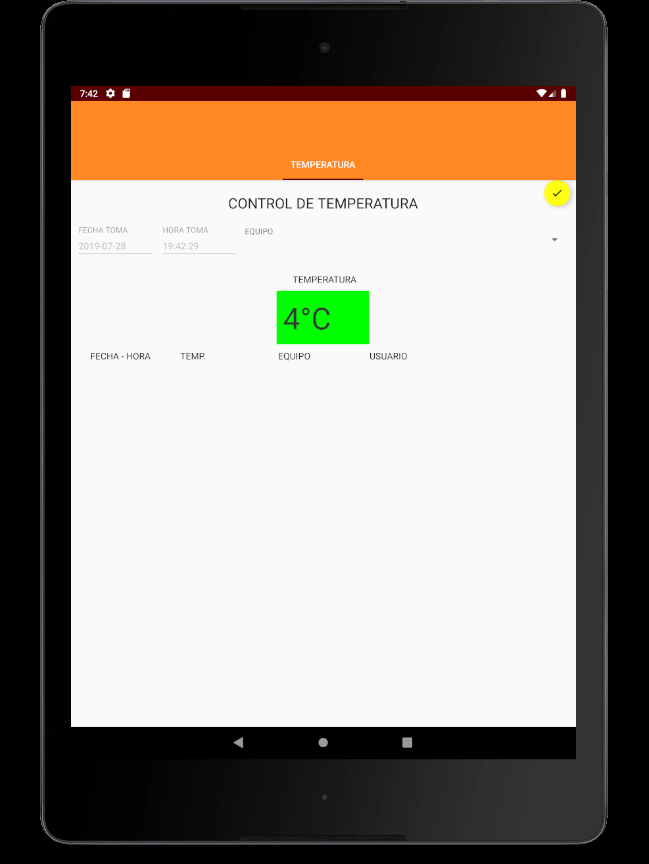 7:42
TEMPERATURA
CONTROL DE TEMPERATURA
FECHA TOMA HORA TOMA EQUIPO
2019-07-28 19:42:29
TEMPERATURA
4°C
FECHA - HORA TEMP. EQUIPO USUARIO